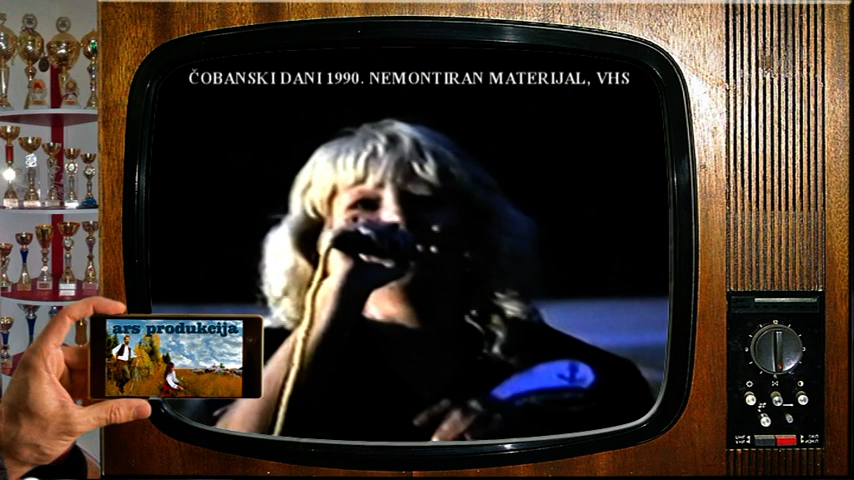 ČOBANSKI DANI 1990. NEMONTIRAN MATERIJAL, VHS
ars produkcija